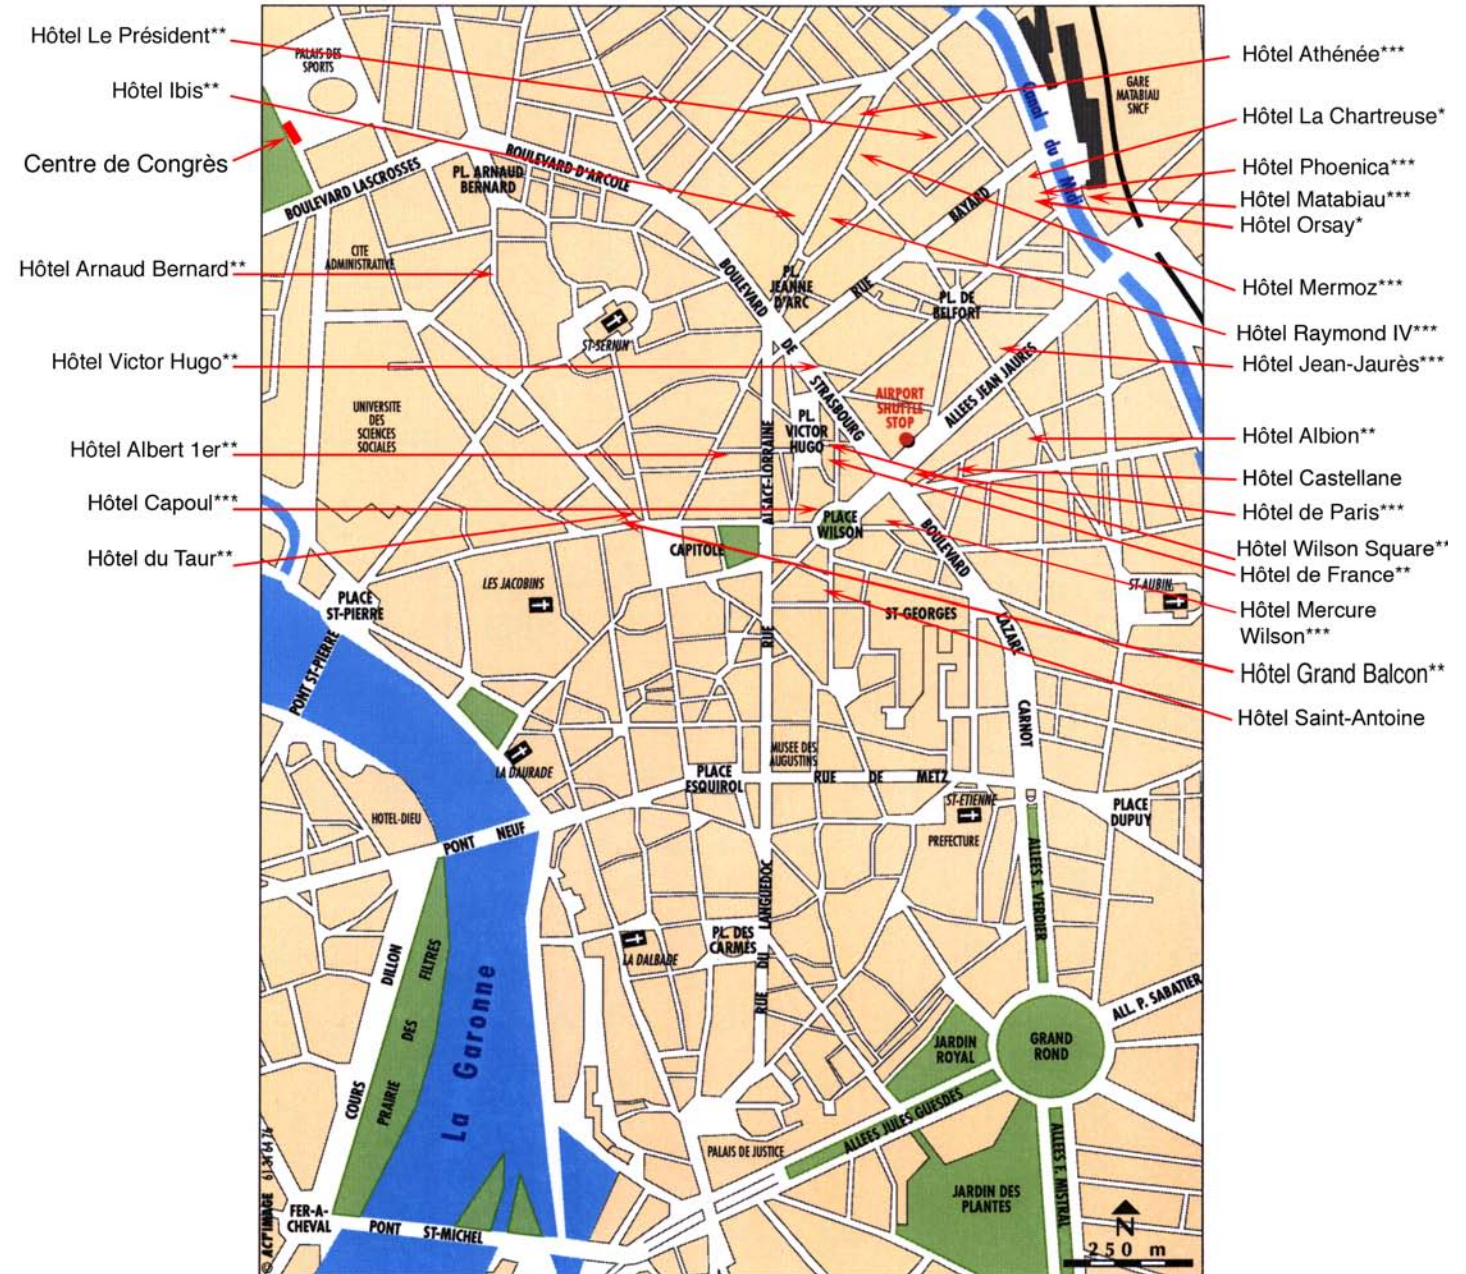 Hôtel Le Président**
Hôtel Ibis**
Centre de Congrès
Hôtel Arnaud Bernard**
Hôtel Victor Hugo**
Hôtel Albert 1er**
Hôtel Capoul***
Hôtel du Taur**
PALAIS DES
SPORTS
BOULEVARD LASCROSSES
PL. ARNAUD
BERNARD
BOULEVARD D'ARCOLE
CITE
ADMINISTRATIVE
ST-SERNIN
UNIVERSITE
DES
SCIENCES
SOCIALES
BOULEVARD
DE
STRASBOURG
PL.
JEANNE
D'ARC
RUE
BAYARD
PL. DE
BELFORT
Canal du Midi
GARE
MATABIAU
SNCF
ALLEES JEAN JAURES
AIRPORT
SHUTTLE
STOP
PL.
VICTOR
HUGO
ALSACE-LORRAINE
RUE
PLACE
WILSON
CAPITOLE
BOULEVARD
LAZARE
CARNOT
ST-AUBIN
ST-GEORGES
LES JACOBINS
PLACE
ST-PIERRE
PONT ST-PIERRE
LA DAURADE
HOTEL-DIEU
PONT NEUF
PLACE
ESQUIROL
MUSEE DES
AUGUSTINS
RUE DE METZ
ST-ETIENNE
PREFECTURE
PLACE
DUPUY
ALLEES F. VERDIER
RUE DU LANGUEDOC
PL. DES
CARMES
LA DALBADE
COURS DILLON
PRAIRIE DES FILTRES
La Garonne
ALL. P. SABATIER
GRAND
ROND
JARDIN
ROYAL
ALLEES JULES GUESDES
PALAIS DE JUSTICE
JARDIN DES
PLANTES
ALLEES F. MISTRAL
FER-A-
CHEVAL
PONT ST-MICHEL
N
250 m
Hôtel Athénée***
Hôtel La Chartreuse*
Hôtel Phoenica***
Hôtel Matabiau***
Hôtel Orsay*
Hôtel Mermoz***
Hôtel Raymond IV***
Hôtel Jean-Jaurès***
Hôtel Albion**
Hôtel Castellane
Hôtel de Paris***
Hôtel Wilson Square**
Hôtel de France**
Hôtel Mercure
Wilson***
Hôtel Grand Balcon**
Hôtel Saint-Antoine
© ACT'IMAGE